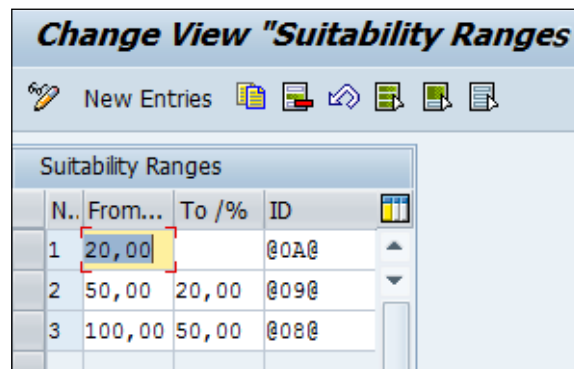 Change View "Suitability Ranges
New Entries
Suitability Ranges
N.. From... To /% ID
1 20,00 @0A@
2 50,00 20,00 @09@
3 100,00 50,00 @08@